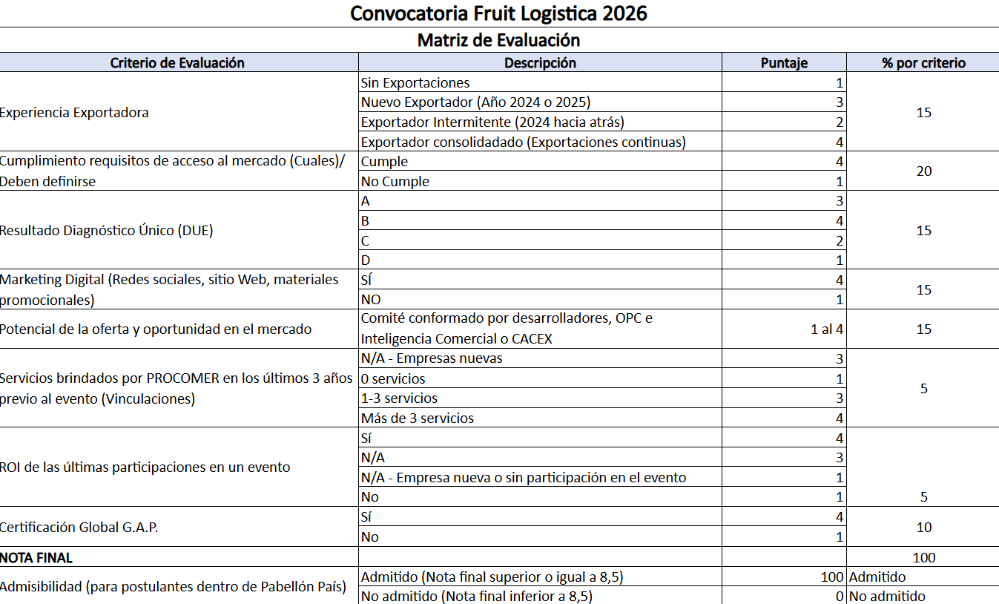 Convocatoria Fruit Logistica 2026
Matriz de Evaluación
Criterio de Evaluación Descripción Puntaje % por criterio
Experiencia Exportadora
Sin Exportaciones 1
Nuevo Exportador (Año 2024 o 2025) 3
Exportador Intermitente (2024 hacia atrás) 2
Exportador consolidadado (Exportaciones continuas) 4
15
Cumplimiento requisitos de acceso al mercado (Cuales)/
Deben definirse
Cumple 4
No Cumple 1
20
Resultado Diagnóstico Único (DUE)
A 3
B 4
C 2
D 1
15
Marketing Digital (Redes sociales, sitio Web, materiales
promocionales)
SÍ 4
NO 1
15
Potencial de la oferta y oportunidad en el mercado
Comité conformado por desarrolladores, OPC e
Inteligencia Comercial o CACEX
1 al 4
15
Servicios brindados por PROCOMER en los últimos 3 años
previo al evento (Vinculaciones)
N/A - Empresas nuevas 3
0 servicios 1
1-3 servicios 3
Más de 3 servicios 4
5
ROI de las últimas participaciones en un evento
Sí 4
N/A 3
N/A - Empresa nueva o sin participación en el evento 1
No 1
5
Certificación Global G.A.P.
Sí 4
No 1
10
NOTA FINAL 100
Admisibilidad (para postulantes dentro de Pabellón País)
Admitido (Nota final superior o igual a 8,5) 100 Admitido
No admitido (Nota final inferior a 8,5) 0 No admitido